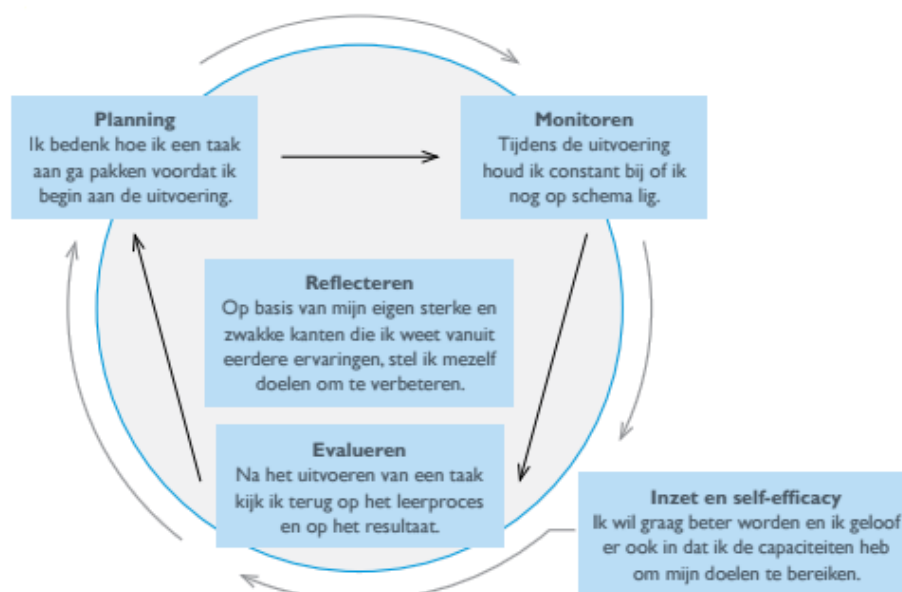 Planning
Ik bedenk hoe ik een taak
aan ga pakken voordat ik
begin aan de uitvoering.
Monitoren
Tijdens de uitvoering
houd ik constant bij of ik
nog op schema lig.
Reflecteren
Op basis van mijn eigen sterke en
zwakke kanten die ik weet vanuit
eerdere ervaringen, stel ik mezelf
doelen om te verbeteren.
Evalueren
Na het uitvoeren van een taak
kijk ik terug op het leerproces
en op het resultaat.
Inzet en self-efficacy
Ik wil graag beter worden en ik geloof
er ook in dat ik de capaciteiten heb
om mijn doelen te bereiken.